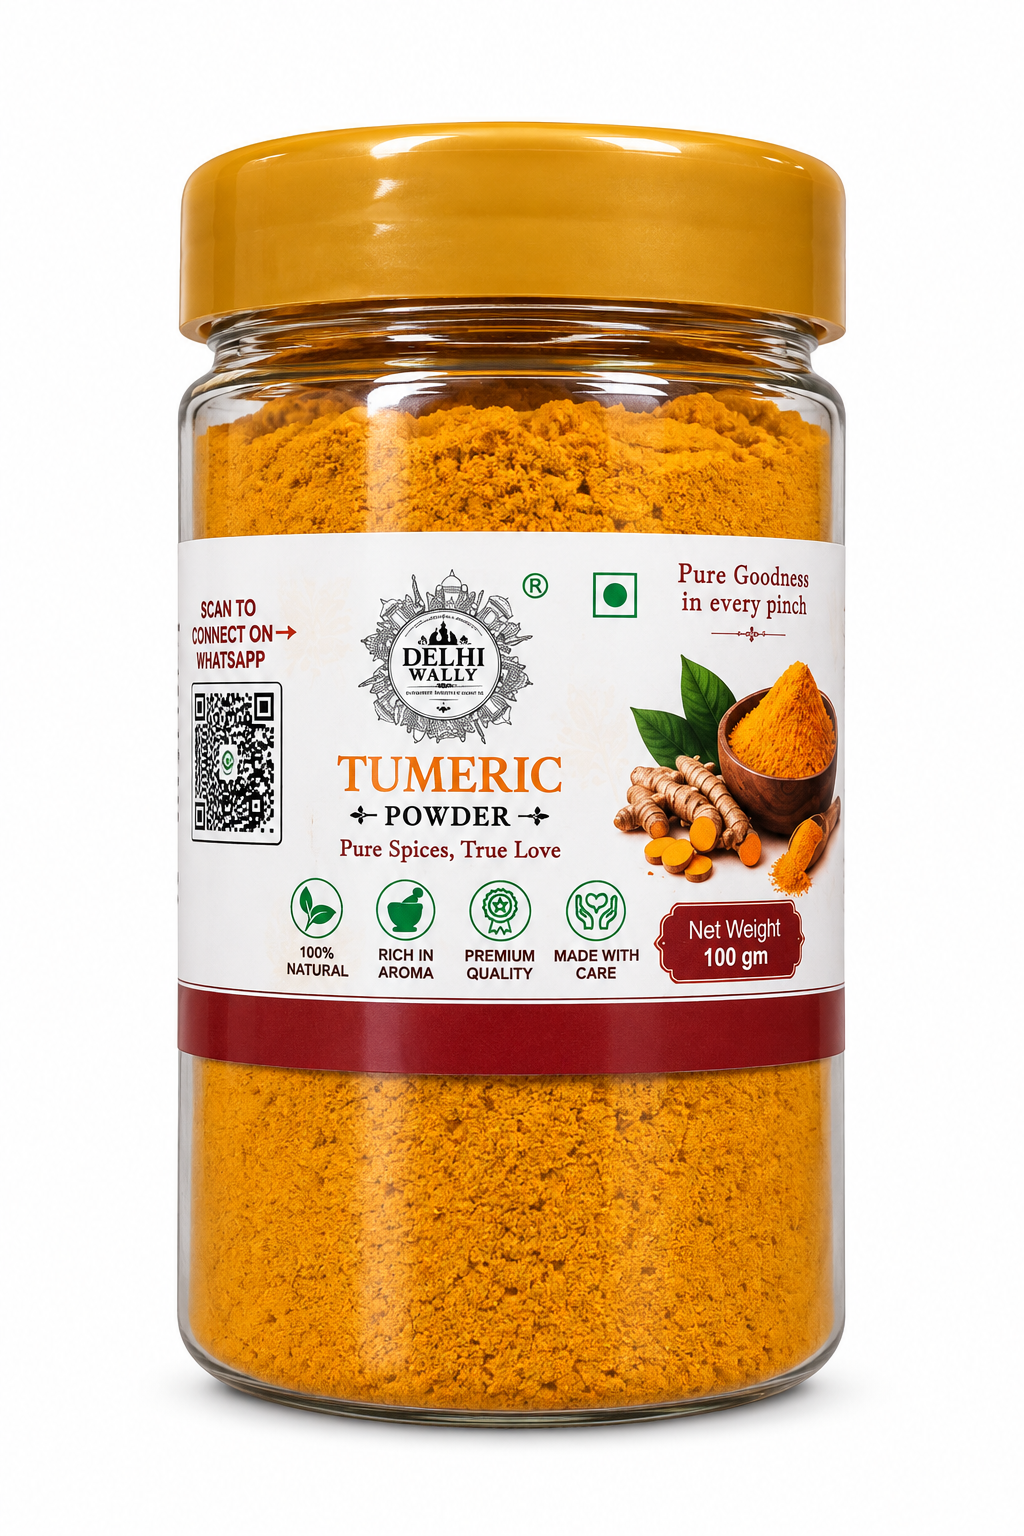 SCAN TO
CONNECT ON
WHATSAPP
DELHI
WALLY
®
TUMERIC
POWDER
Pure Spices, True Love
100%
NATURAL
RICH IN
AROMA
PREMIUM
QUALITY
MADE WITH
CARE
Pure Goodness
in every pinch
Net Weight
100 gm